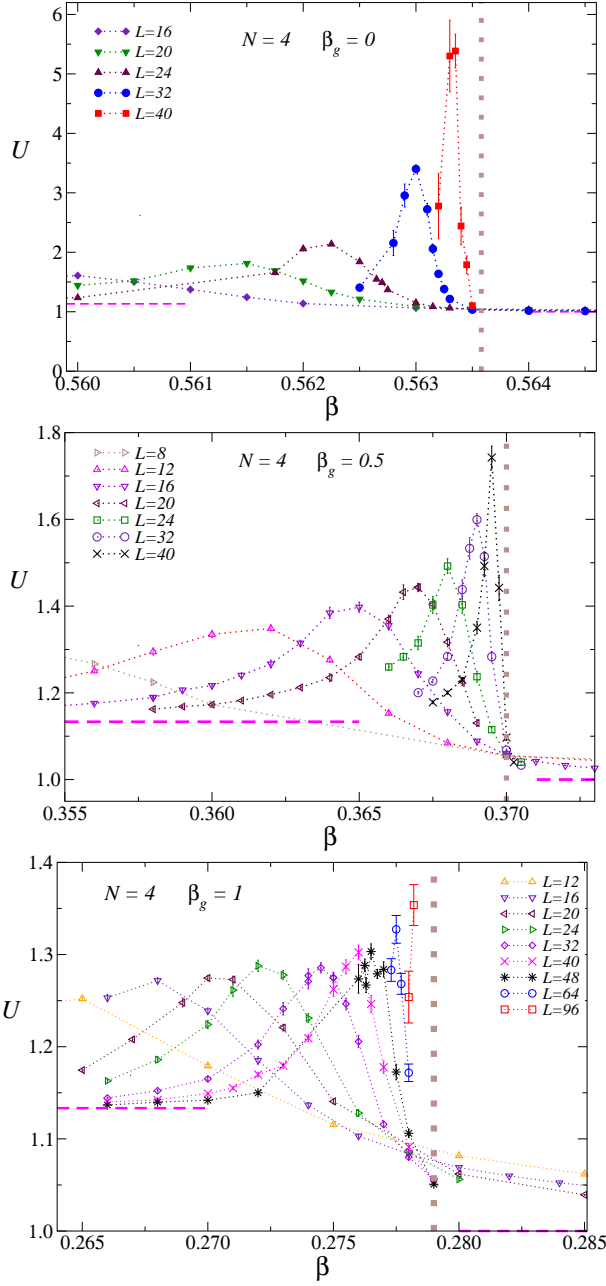 6
5
4
3
2
1
0
U
N = 4 β_g = 0
L=16
L=20
L=24
L=32
L=40
0.560 0.561 0.562 0.563 0.564
β
1.8
1.6
1.4
1.2
1.0
U
N = 4 β_g = 0.5
L=8
L=12
L=16
L=20
L=24
L=32
L=40
0.355 0.360 0.365 0.370
β
1.4
1.3
1.2
1.1
1.0
U
N = 4 β_g = 1
L=12
L=16
L=20
L=24
L=32
L=40
L=48
L=64
L=96
0.265 0.270 0.275 0.280 0.285
β